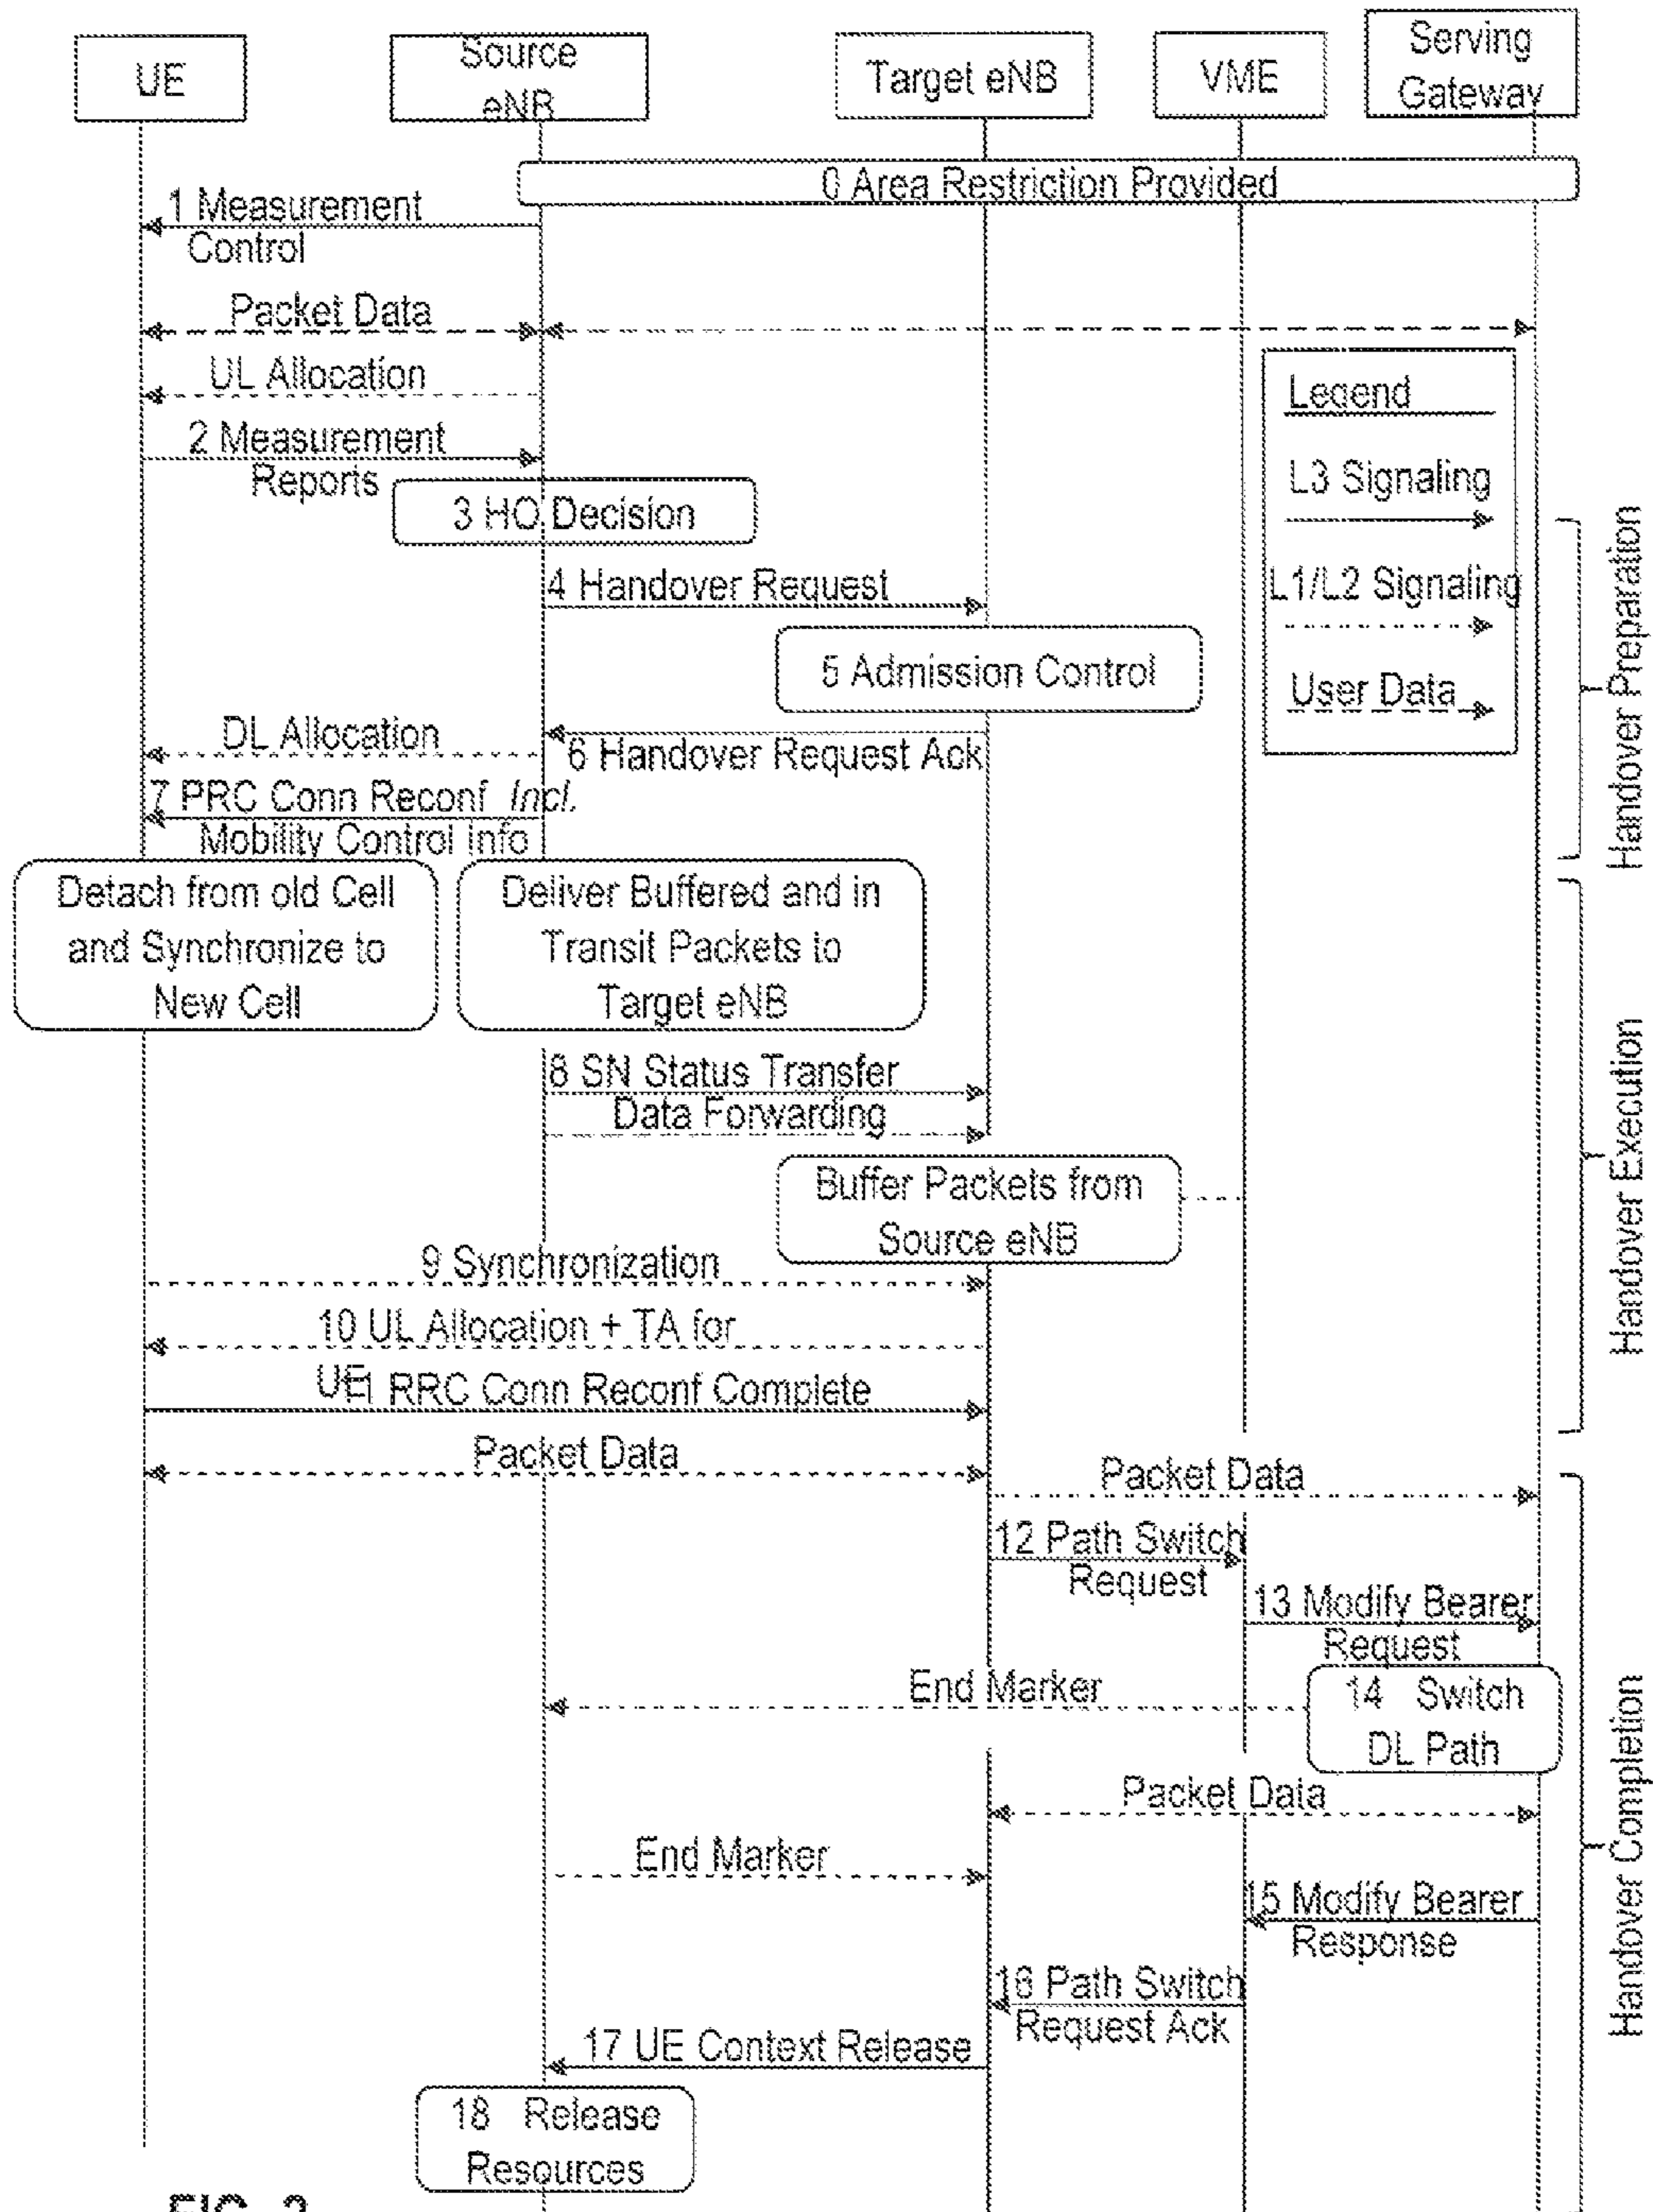 UE
Source
eNB
Target eNB
VME
Serving
Gateway
0 Area Restriction Provided
1 Measurement
Control
Packet Data
UL Allocation
Legend
2 Measurement
Reports
L3 Signaling
3 HO Decision
4 Handover Request
L1/L2 Signaling
5 Admission Control
User Data
Handover Preparation
DL Allocation
6 Handover Request Ack
7 PRC Conn Reconf Incl.
Mobility Control Info
Detach from old Cell
and Synchronize to
New Cell
Deliver Buffered and in
Transit Packets to
Target eNB
8 SN Status Transfer
Data Forwarding
Buffer Packets from
Source eNB
Handover Execution
9 Synchronization
10 UL Allocation + TA for
UE
11 RRC Conn Reconf Complete
Packet Data
Packet Data
12 Path Switch
Request
13 Modify Bearer
Request
End Marker
14 Switch
DL Path
Packet Data
End Marker
Handover Completion
15 Modify Bearer
Response
16 Path Switch
Request Ack
17 UE Context Release
18 Release
Resources